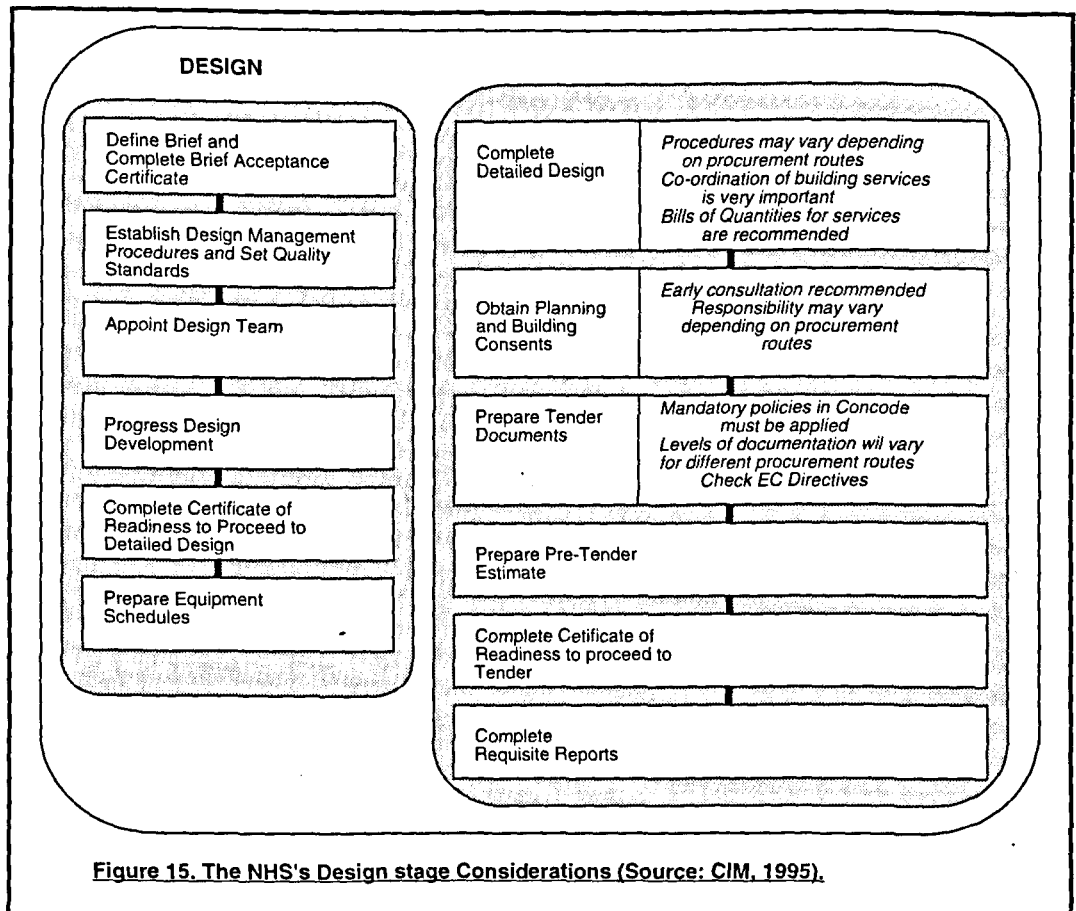 DESIGN
Define Brief and
Complete Brief Acceptance
Certificate
Establish Design Management
Procedures and Set Quality
Standards
Appoint Design Team
Progress Design
Development
Complete Certificate of
Readiness to Proceed to
Detailed Design
Prepare Equipment
Schedules
Complete
Detailed Design
Procedures may vary depending
on procurement routes
Co-ordination of building services
is very important
Bills of Quantities for services
are recommended
Obtain Planning
and Building
Consents
Early consultation recommended
Responsibility may vary
depending on procurement
routes
Prepare Tender
Documents
Mandatory policies in Concode
must be applied
Levels of documentation wil vary
for different procurement routes
Check EC Directives
Prepare Pre-Tender
Estimate
Complete Cetificate of
Readiness to proceed to
Tender
Complete
Requisite Reports
Figure 15. The NHS's Design stage Considerations (Source: CIM, 1995).